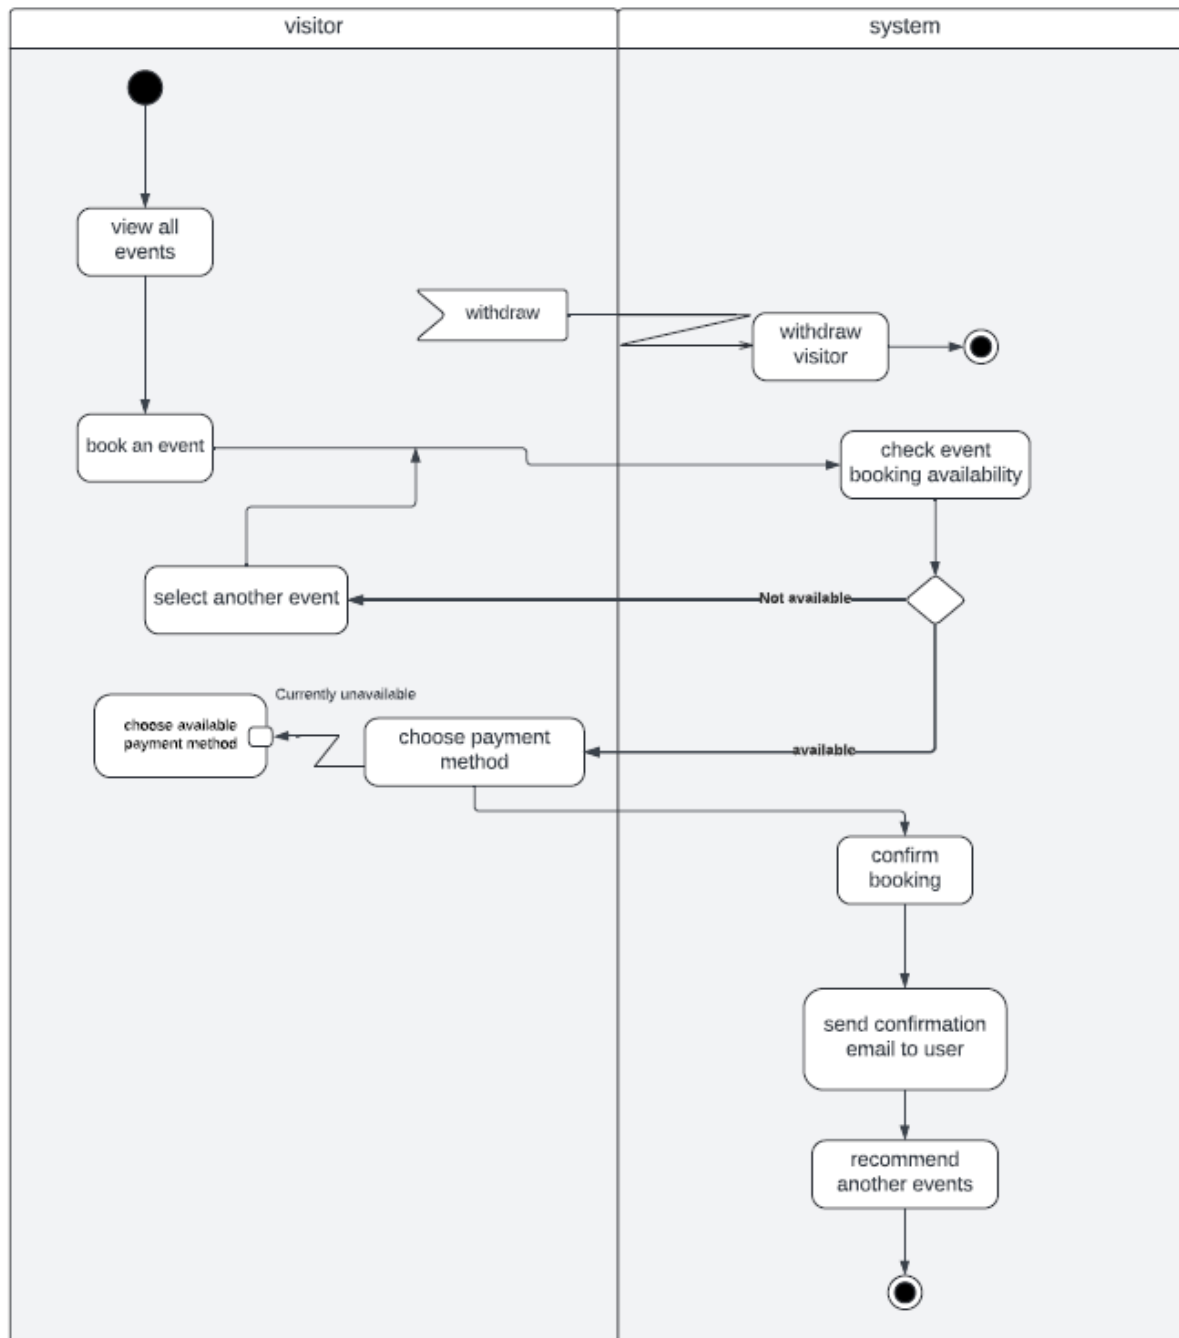 visitor
system
view all
events
withdraw
withdraw
visitor
book an event
check event
booking availability
select another event
Not available
Currently unavailable
choose available
payment method
choose payment
method
available
confirm
booking
send confirmation
email to user
recommend
another events